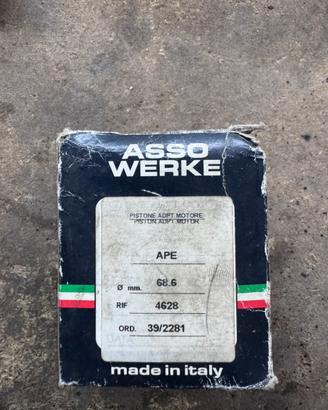 ASSO
WERKE
PISTONE ADPT.MOTORE
PISTON ADPT MOTOR
APE
Ø mm. 68.6
RIF 4628
ORD. 39/2281
made in italy